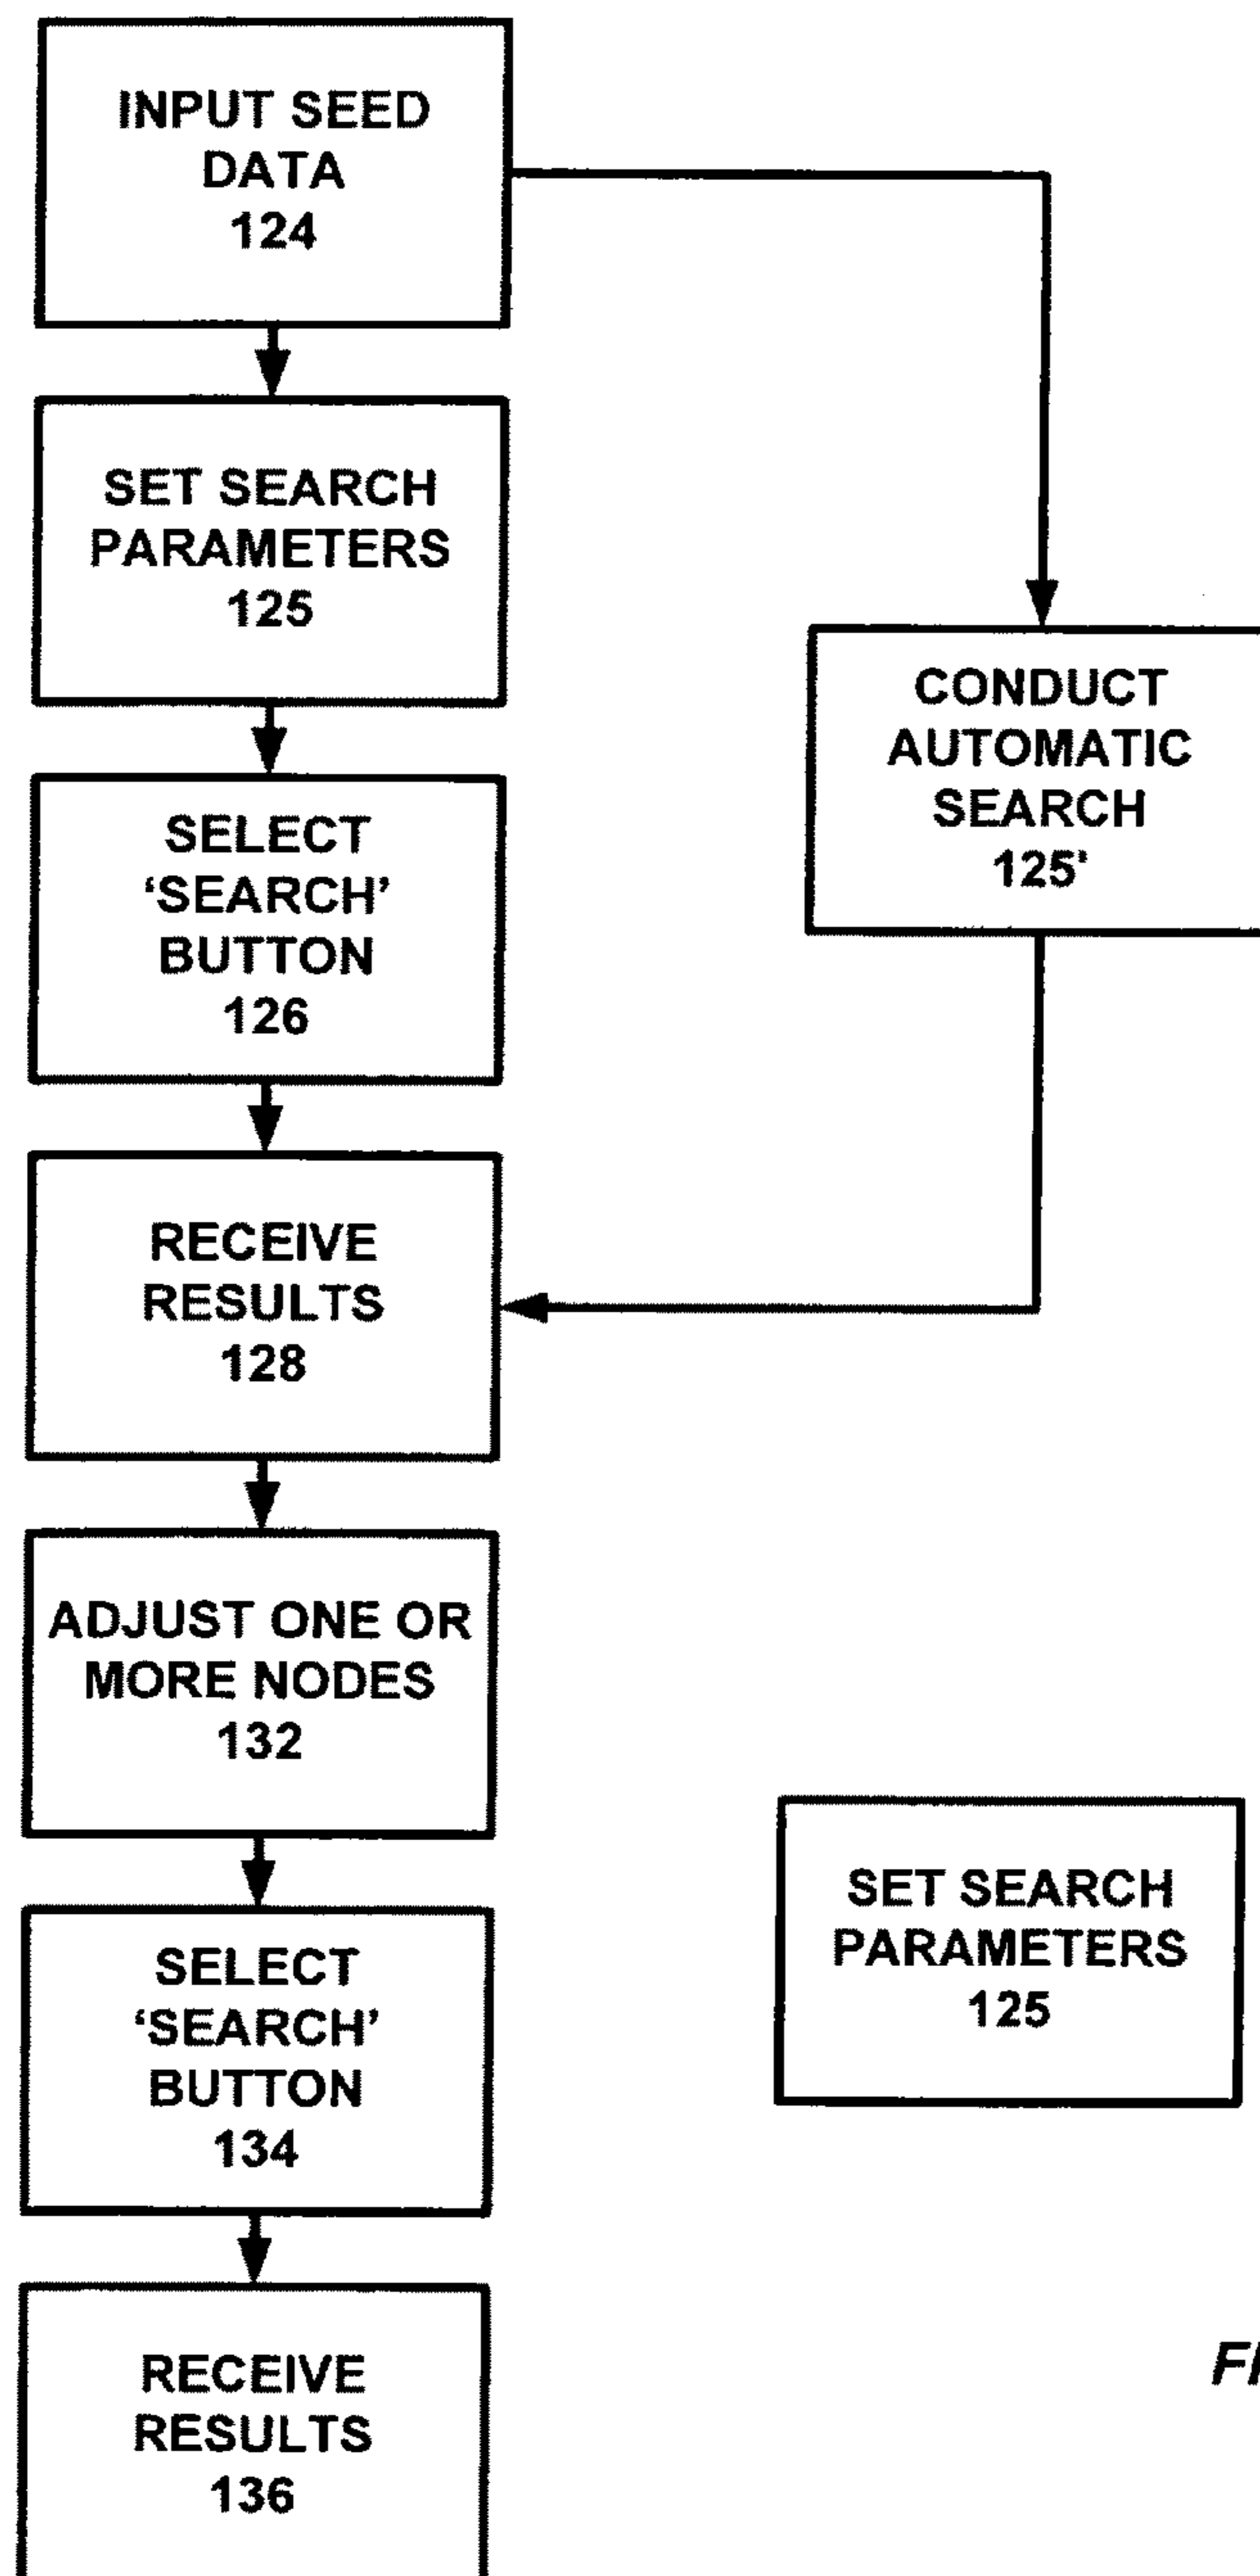 INPUT SEED
DATA
124
SET SEARCH
PARAMETERS
125
CONDUCT
AUTOMATIC
SEARCH
125'
SELECT
‘SEARCH’
BUTTON
126
RECEIVE
RESULTS
128
ADJUST ONE OR
MORE NODES
132
SET SEARCH
PARAMETERS
125
SELECT
‘SEARCH’
BUTTON
134
RECEIVE
RESULTS
136